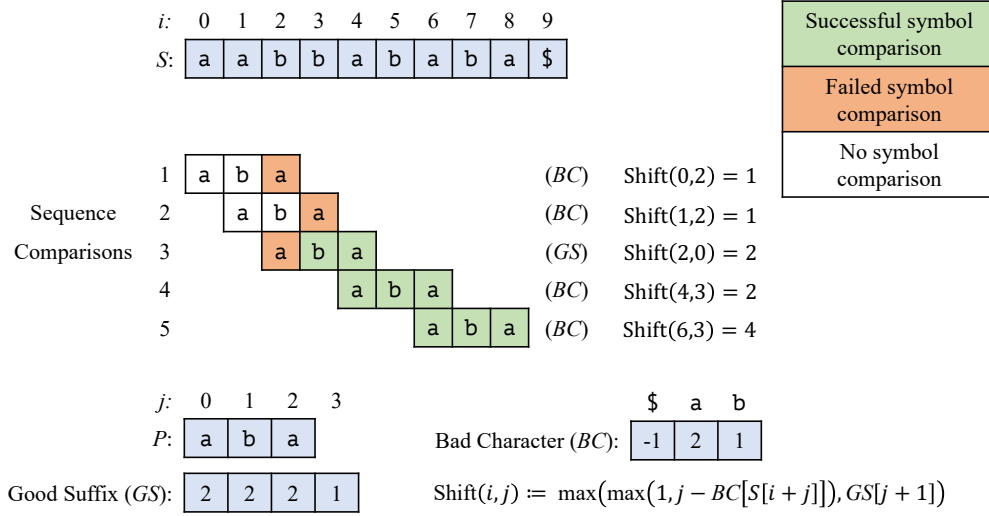 i: 0 1 2 3 4 5 6 7 8 9
S: a a b b a b a b a $
Successful symbol
comparison
Failed symbol
comparison
No symbol
comparison
Sequence
Comparisons
1 a b a (BC) Shift(0,2) = 1
2 a b a (BC) Shift(1,2) = 1
3 a b a (GS) Shift(2,0) = 2
4 a b a (BC) Shift(4,3) = 2
5 a b a (BC) Shift(6,3) = 4
j: 0 1 2 3
P: a b a
Good Suffix (GS): 2 2 2 1
$ a b
Bad Character (BC): -1 2 1
Shift(i, j) ≔ max(max(1, j − BC[S[i + j]]), GS[j + 1])